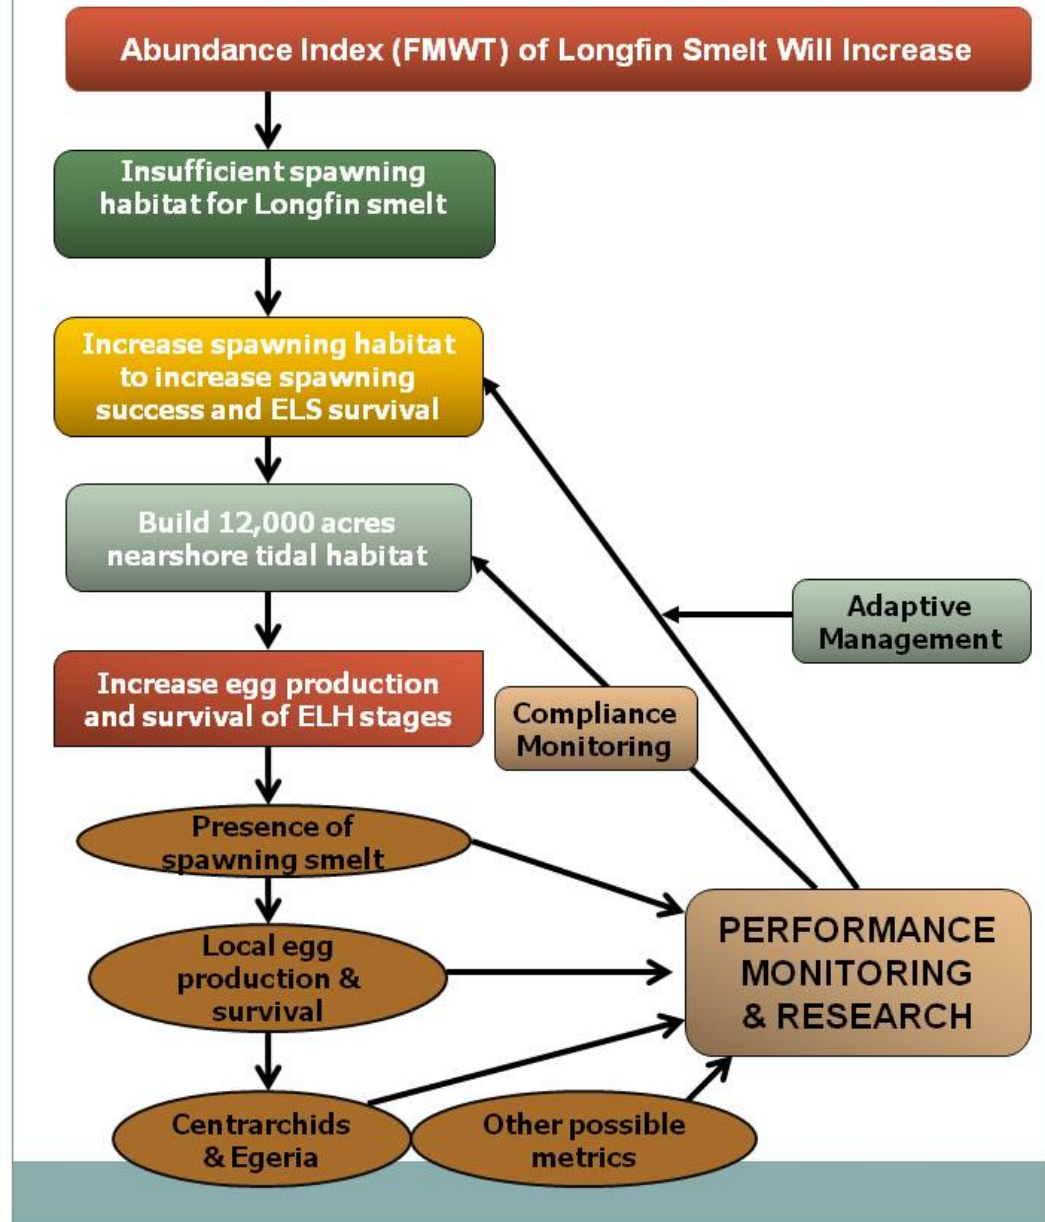 Abundance Index (FMWT) of Longfin Smelt Will Increase
Insufficient spawning
habitat for Longfin smelt
Increase spawning habitat
to increase spawning
success and ELS survival
Build 12,000 acres
nearshore tidal habitat
Adaptive
Management
Increase egg production
and survival of ELH stages
Compliance
Monitoring
Presence of
spawning smelt
Local egg
production &
survival
PERFORMANCE
MONITORING
& RESEARCH
Centrarchids
& Egeria
Other possible
metrics